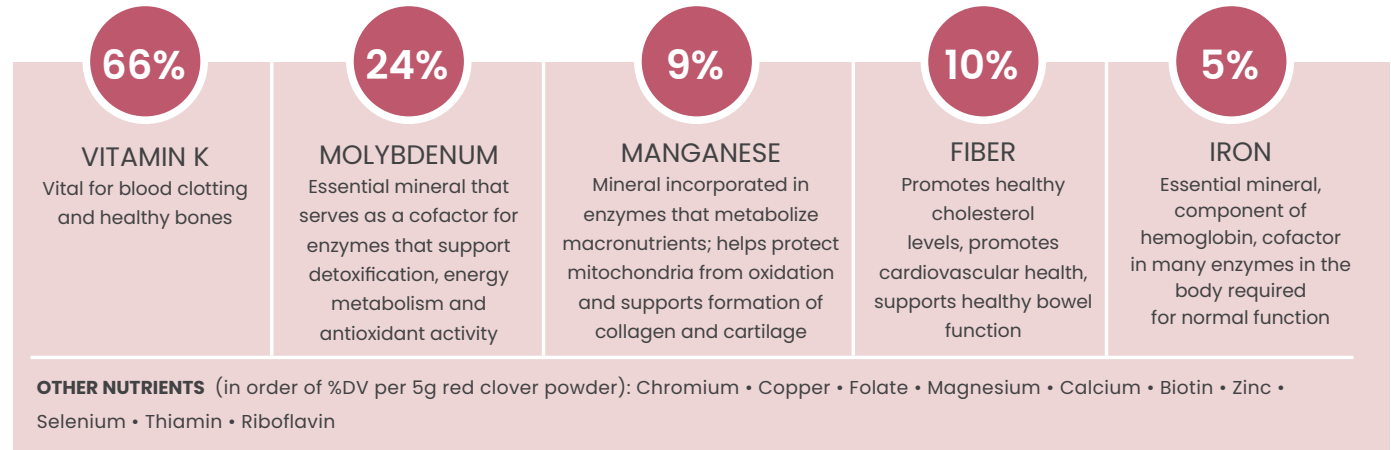 66%
VITAMIN K
Vital for blood clotting
and healthy bones
24%
MOLYBDENUM
Essential mineral that
serves as a cofactor for
enzymes that support
detoxification, energy
metabolism and
antioxidant activity
9%
MANGANESE
Mineral incorporated in
enzymes that metabolize
macronutrients; helps protect
mitochondria from oxidation
and supports formation of
collagen and cartilage
10%
FIBER
Promotes healthy
cholesterol
levels, promotes
cardiovascular health,
supports healthy bowel
function
5%
IRON
Essential mineral,
component of
hemoglobin, cofactor
in many enzymes in the
body required
for normal function
OTHER NUTRIENTS (in order of %DV per 5g red clover powder): Chromium • Copper • Folate • Magnesium • Calcium • Biotin • Zinc •
Selenium • Thiamin • Riboflavin